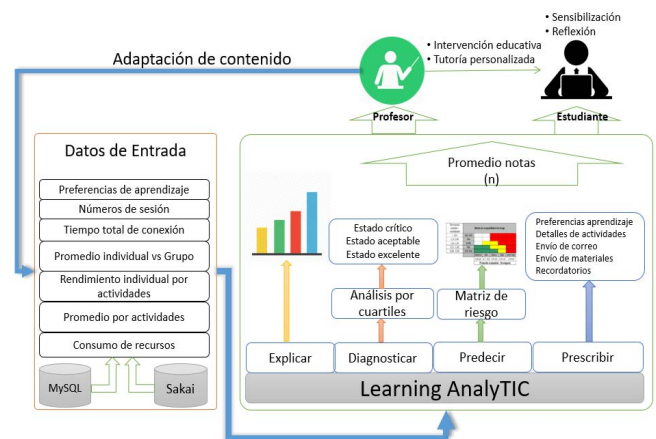 • Sensibilización
• Reflexión
Adaptación de contenido
• Intervención educativa
• Tutoría personalizada
Profesor
Estudiante
Datos de Entrada
Preferencias de aprendizaje
Números de sesión
Tiempo total de conexión
Promedio individual vs Grupo
Rendimiento individual por
actividades
Promedio por actividades
Consumo de recursos
MySQL
Sakai
Promedio notas
(n)
Estado crítico
Estado aceptable
Estado excelente
Preferencias aprendizaje
Detalles de actividades
Envío de correo
Envío de materiales
Recordatorios
Análisis por
cuartiles
Matriz de
riesgo
Explicar
Diagnosticar
Predecir
Prescribir
Learning AnalyTIC